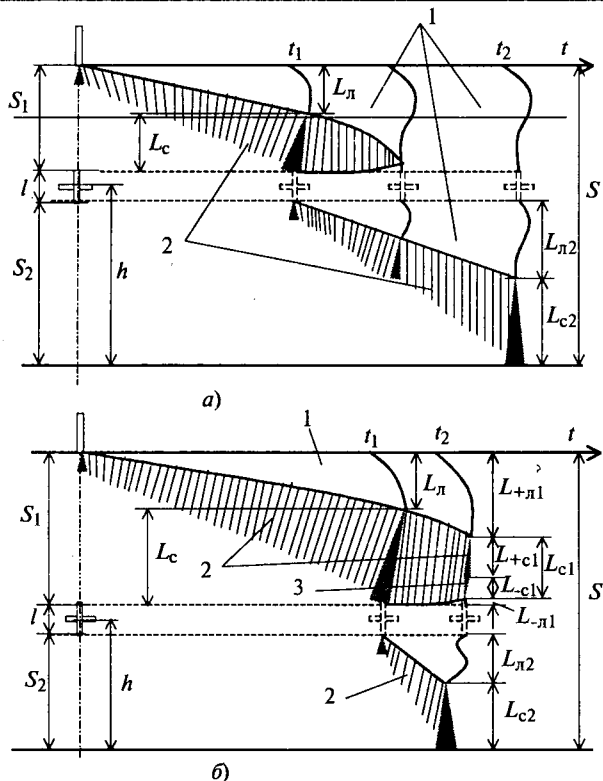 1
t₁
t₂
t
S₁
Lл
Lс
l
S₂
h
2
S
Lл2
Lс2
а)
1
t₁
t₂
t
S₁
Lл
L+л1
Lс
2
3
L+с1
Lс1
L-с1
S
l
L-л1
S₂
h
2
Lл2
Lс2
б)